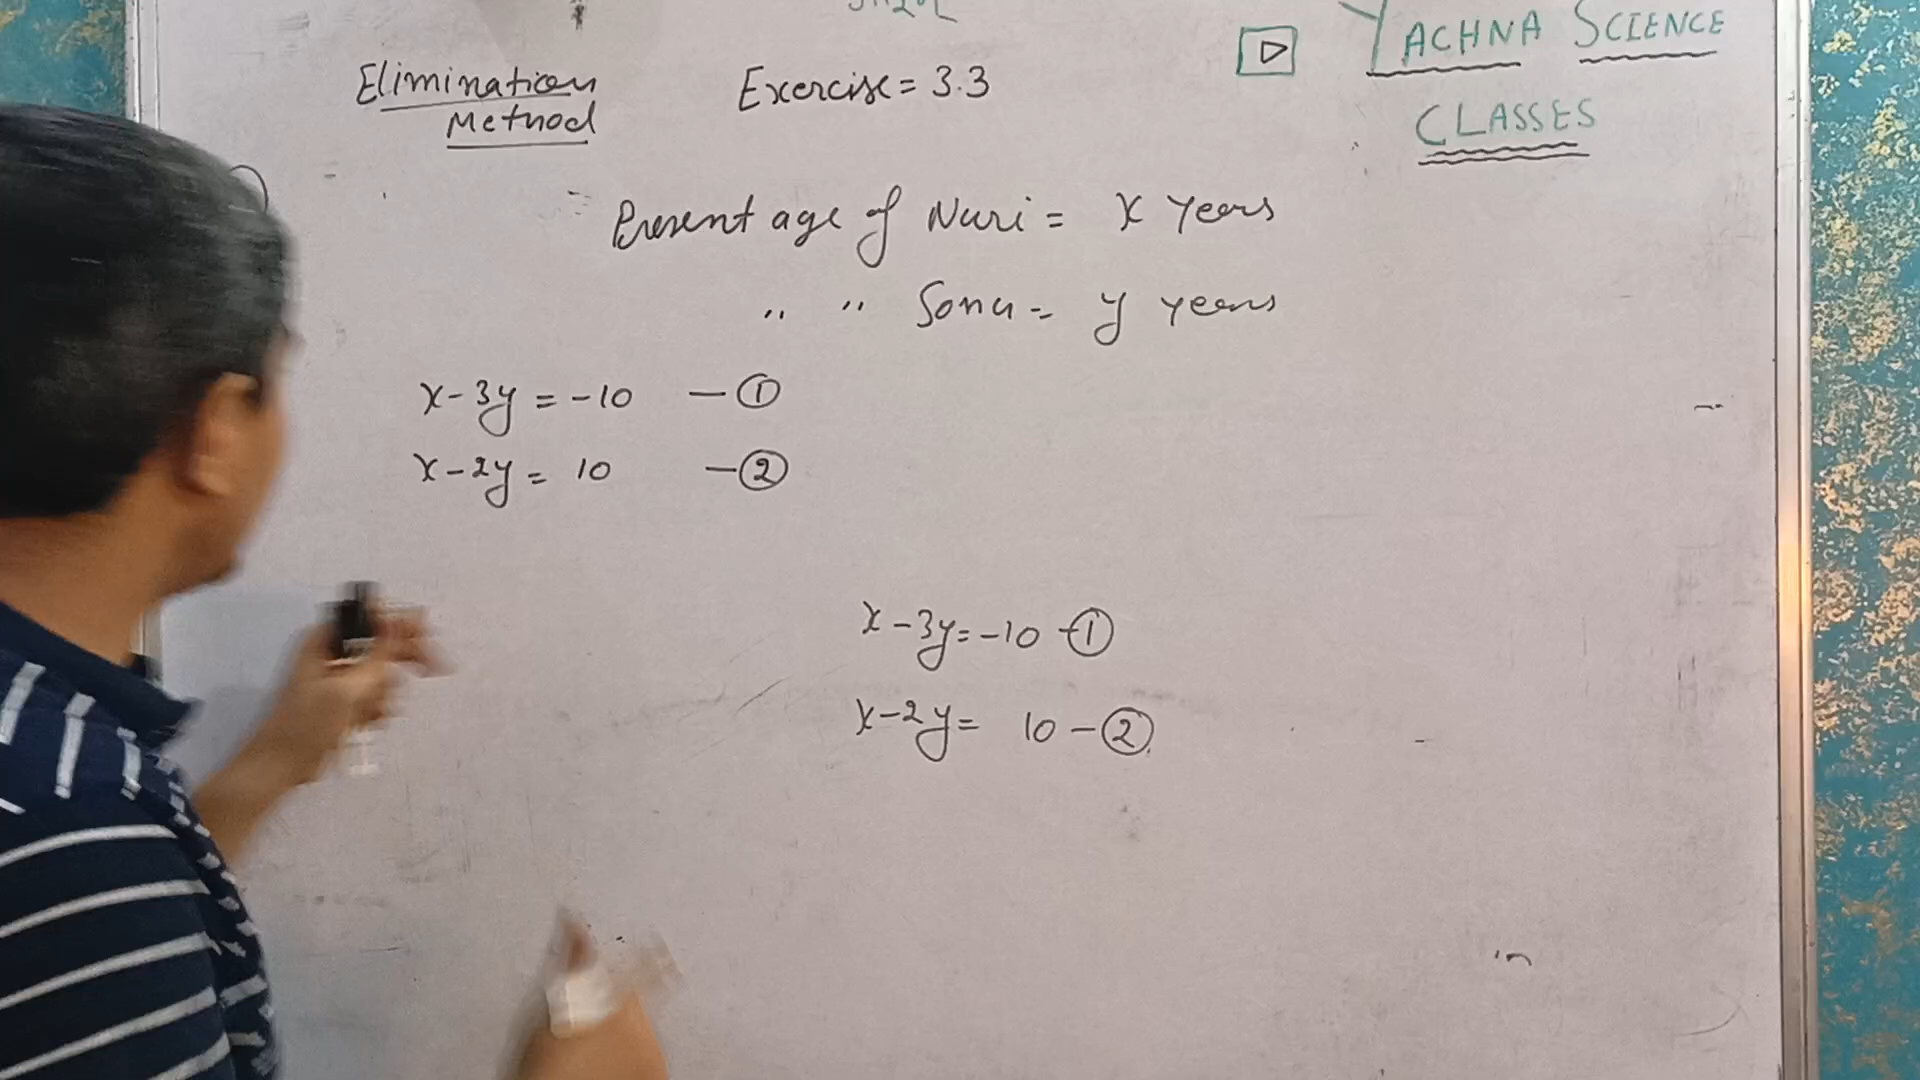 YACHNA SCIENCE
CLASSES
Elimination
Method
Exercise = 3.3
Present age of Nuri = x years
" " Sonu = y years
x - 3y = -10 — ①
x - 2y = 10 — ②
x - 3y = -10 — ①
x - 2y = 10 — ②